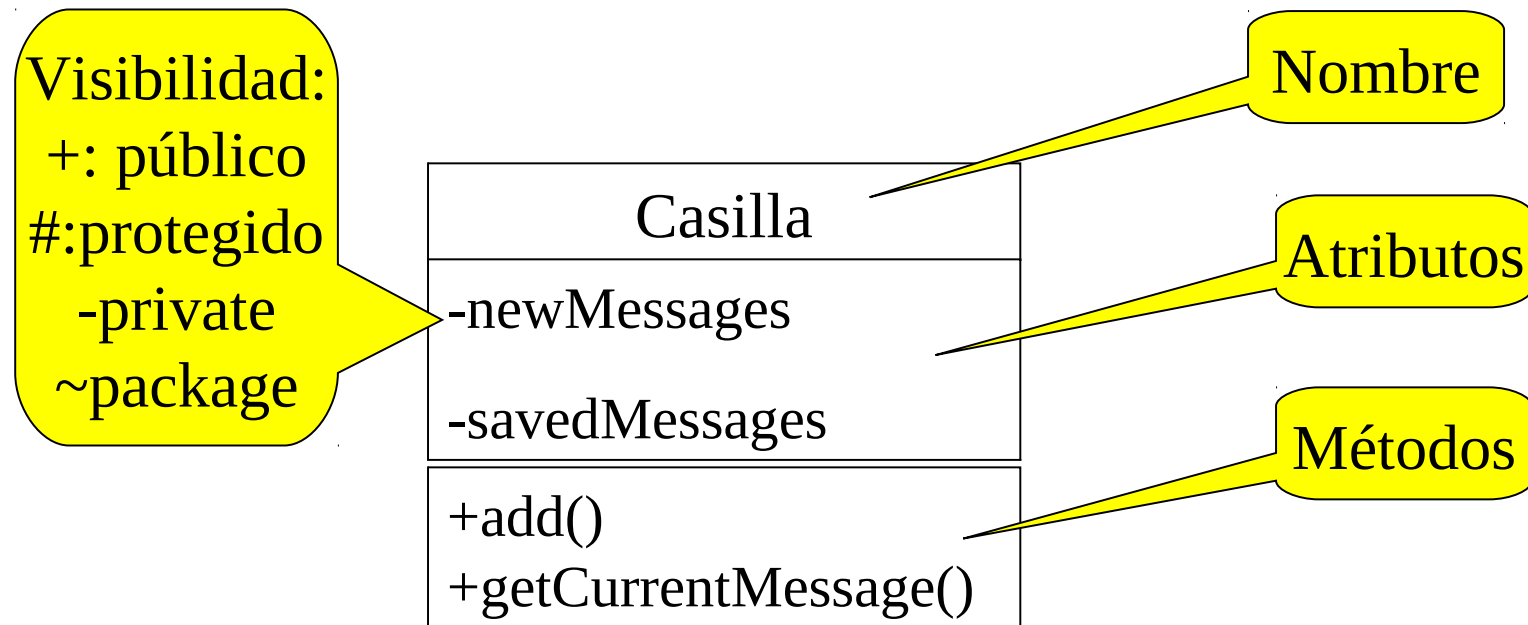 Visibilidad:
+: público
#:protegido
-private
~package
Nombre
Casilla
Atributos
-newMessages
-savedMessages
Métodos
+add()
+getCurrentMessage()